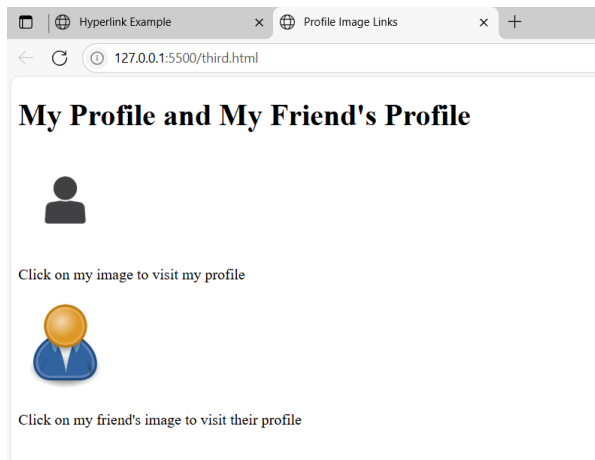 Hyperlink Example
Profile Image Links
127.0.0.1:5500/third.html
My Profile and My Friend's Profile
Click on my image to visit my profile
Click on my friend's image to visit their profile